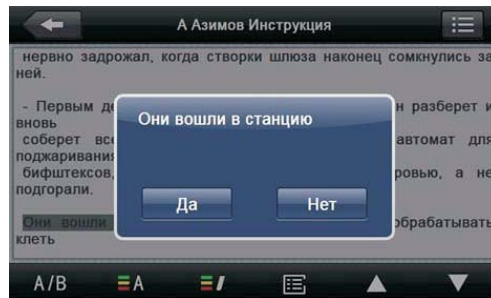 А Азимов Инструкция
нервно задрожал, когда створки шлюза наконец сомкнулись за
ней.
- Первым де н разберет и
вновь
соберет все автомат для
поджаривания
бифштексов, ровью, а не
подгорали.
Они вошли обрабатывать
клеть
Они вошли в станцию
Да Нет
A/B A